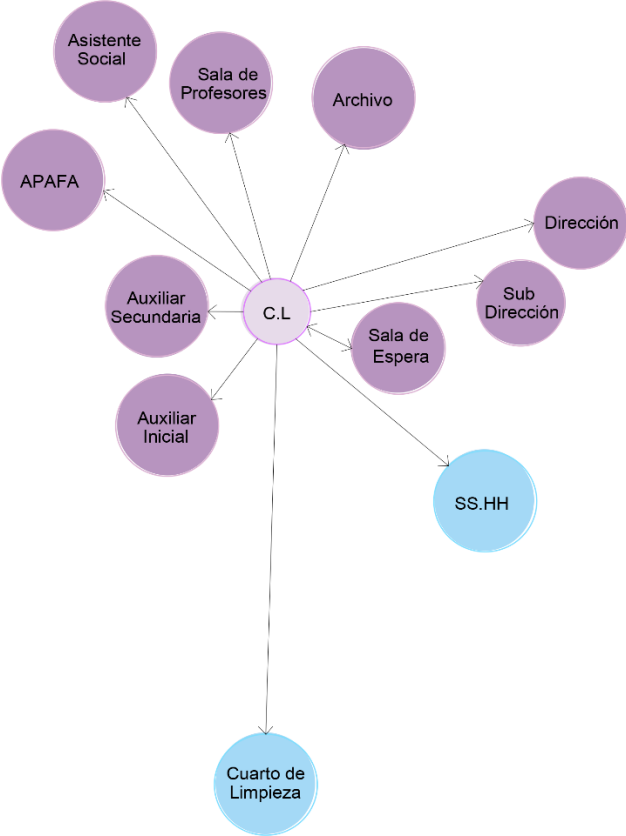 Asistente
Social
Sala de
Profesores
Archivo
APAFA
Dirección
Auxiliar
Secundaria
C.L
Sub
Dirección
Sala de
Espera
Auxiliar
Inicial
SS.HH
Cuarto de
Limpieza